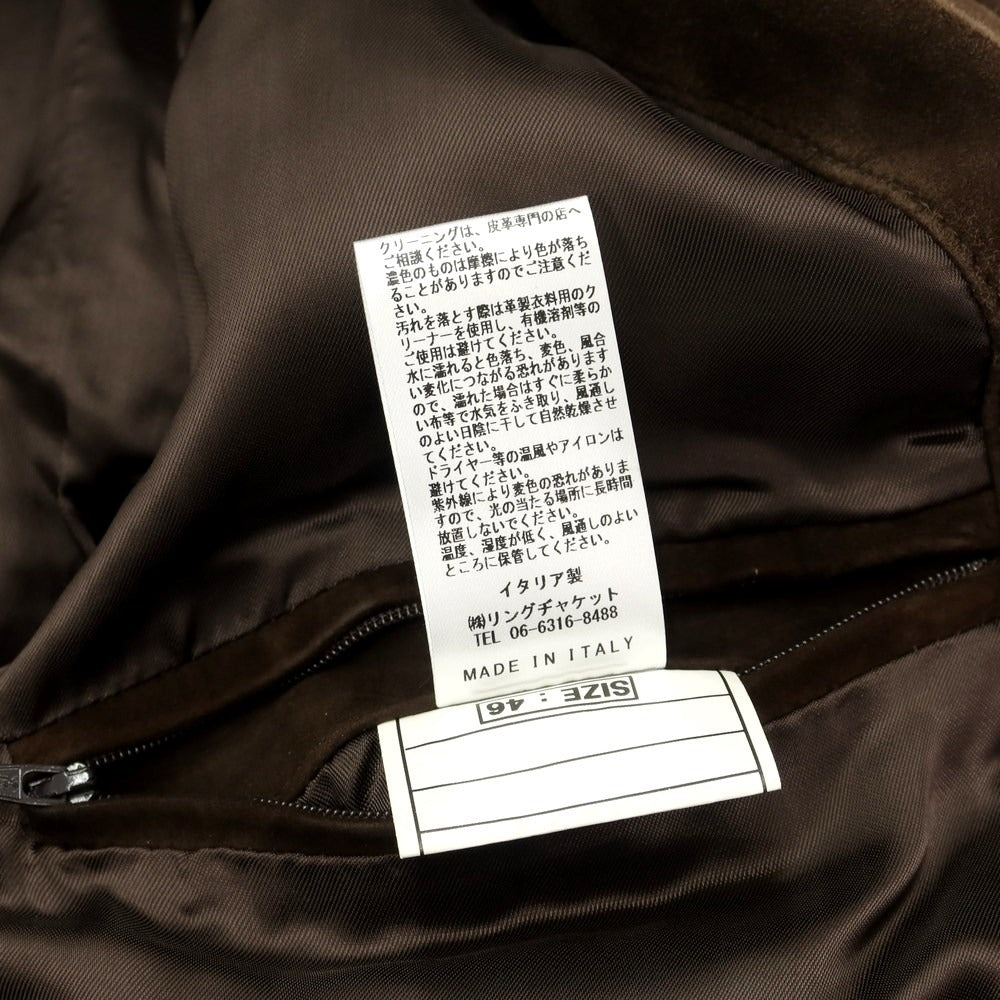 クリーニングは、皮革専門の店へ
ご相談ください。
濃色のものは摩擦により色が落ち
ることがありますのでご注意くだ
さい。
汚れを落とす際は革製衣料用のク
リーナーを使用し、有機溶剤等の
ご使用は避けてください。
水に濡れると色落ち、変色、風合
い変化につながる恐れがあります
ので、濡れた場合はすぐに柔らか
い布等で水気をふき取り、風通し
のよい日陰に干して自然乾燥させ
てください。
ドライヤー等の温風やアイロンは
避けてください。
紫外線により変色の恐れがありま
すので、光の当たる場所に長時間
放置しないでください。
温度、湿度が低く、風通しのよい
ところに保管してください。
イタリア製
㈱リングヂャケット
TEL 06-6316-8488
MADE IN ITALY
SIZE : 46